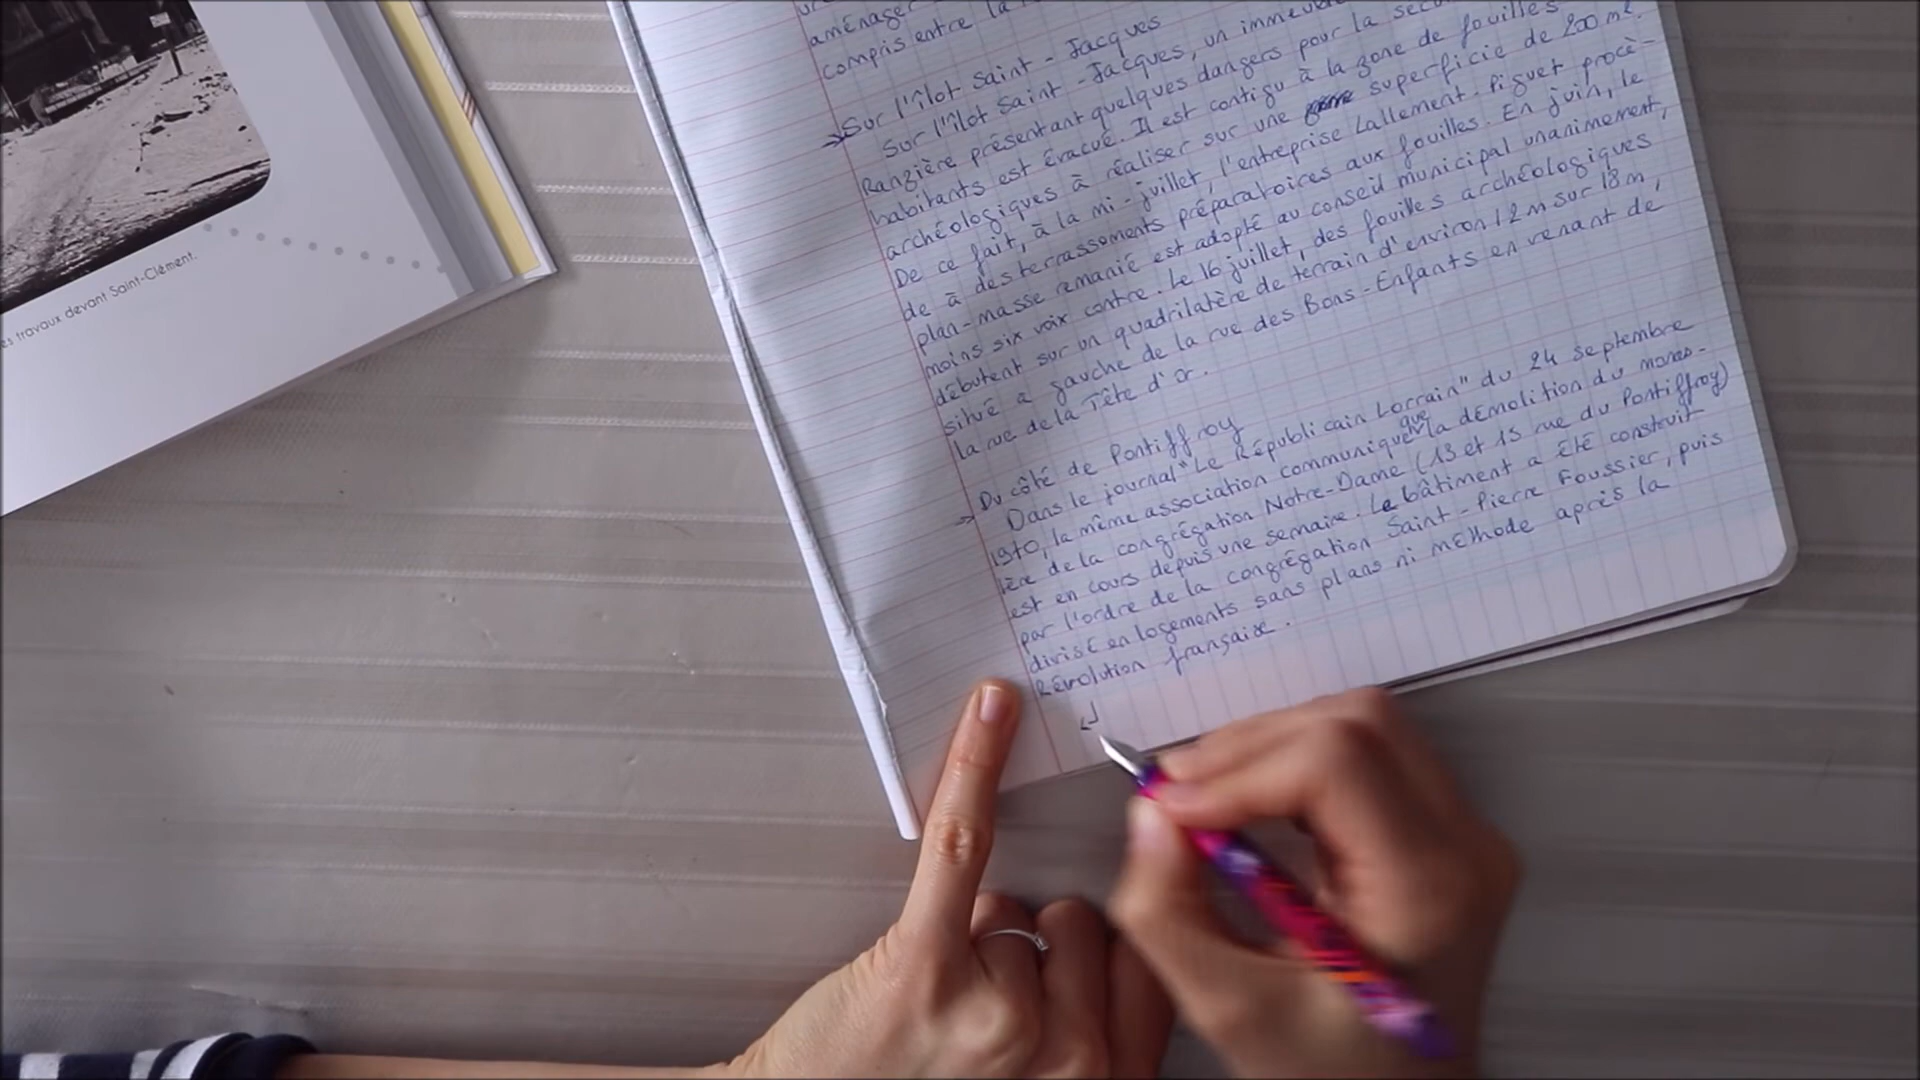 es travaux devant Saint-Clément.
aménager
compris entre la
Sur l'îlot Saint-Jacques
Sur l'îlot Saint-Jacques, un immeuble
Rangière présentant quelques dangers pour la
habitants est évacué. Il est contigu à la zone de fouilles
archéologiques à réaliser sur une superficie de 200 m².
De ce fait, à la mi-juillet, l'entreprise Lallement-Piguet procè-
de à des terrassements préparatoires aux fouilles. En juin, le
plan-masse remanié est adopté au conseil municipal unanimement,
moins six voix contre. Le 16 juillet, des fouilles archéologiques
débutent sur un quadrilatère de terrain d'environ 12 m sur 18 m,
situé a gauche de la rue des Bons-Enfants en venant de
la rue de la Tête d'Or.
Du côté de Pontiffroy
Dans le journal "Le Républicain Lorrain" du 24 septembre
1970, la même association communique que la démolition du monas-
tère de la congrégation Notre-Dame (13 et 15 rue du Pontiffroy)
est en cours depuis une semaine. Le bâtiment a été construit
par l'ordre de la congrégation Saint-Pierre Foussier, puis
divisé en logements sans plans ni méthode après la
Révolution française.